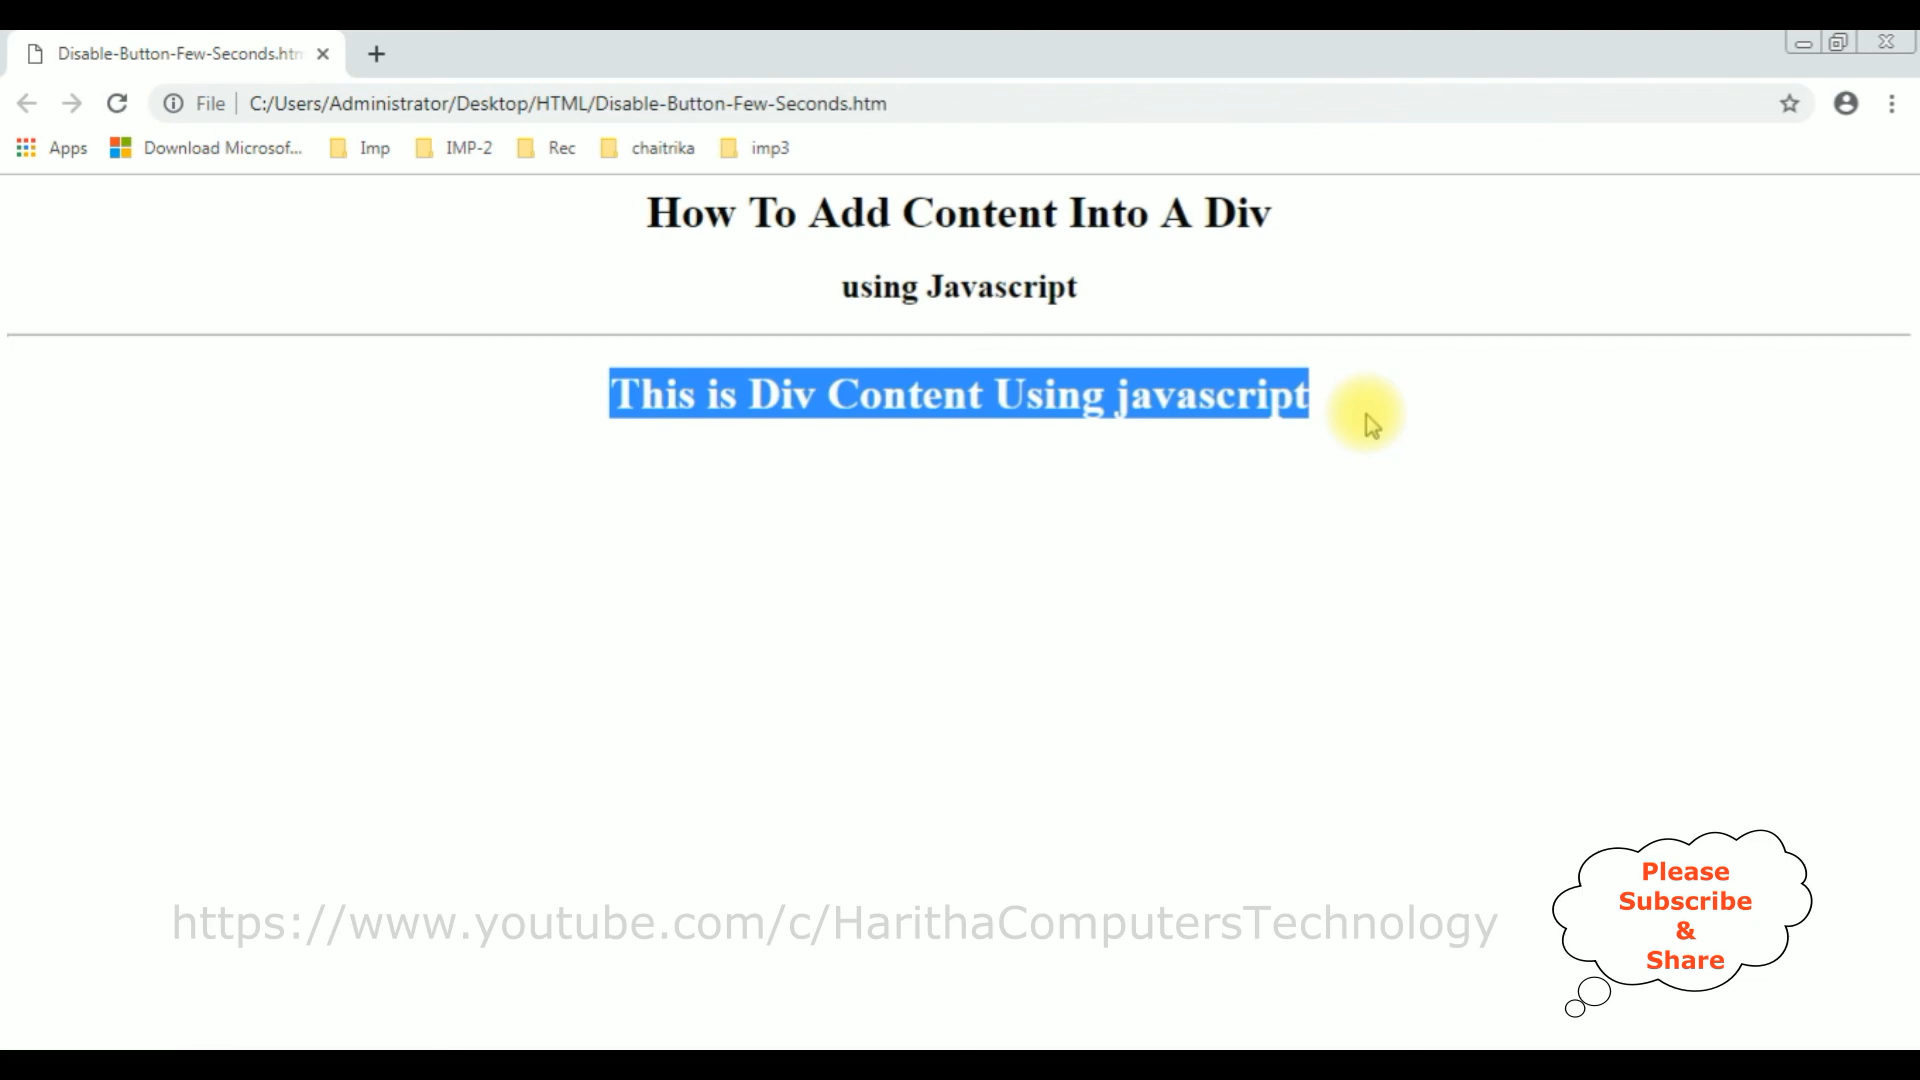 Disable-Button-Few-Seconds.htm
File C:/Users/Administrator/Desktop/HTML/Disable-Button-Few-Seconds.htm
Apps Download Microsof... Imp IMP-2 Rec chaitrika imp3
How To Add Content Into A Div
using Javascript
This is Div Content Using javascript
Please
Subscribe
&
Share
https://www.youtube.com/c/HarithaComputersTechnology